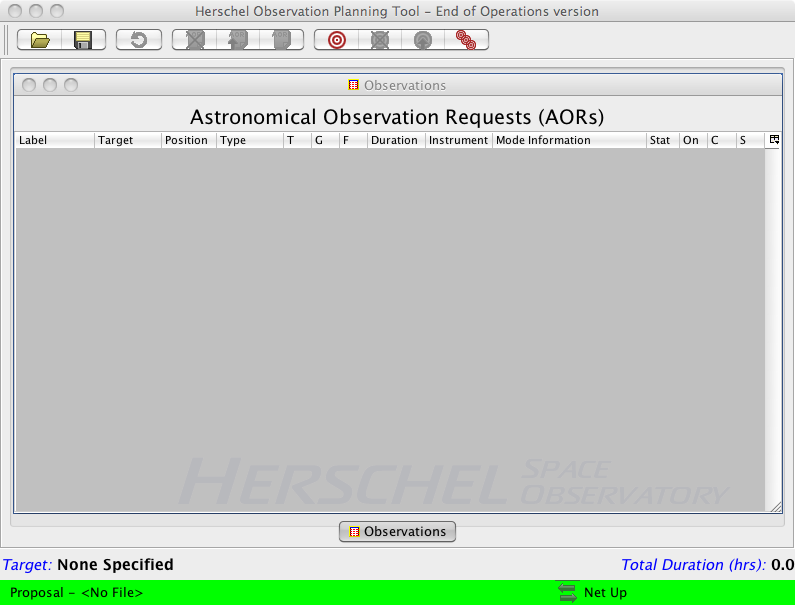 Herschel Observation Planning Tool – End of Operations version
Observations
Astronomical Observation Requests (AORs)
Label Target Position Type T G F Duration Instrument Mode Information Stat On C S
HERSCHEL SPACE
OBSERVATORY
Observations
Target: None Specified Total Duration (hrs): 0.0
Proposal – <No File> Net Up